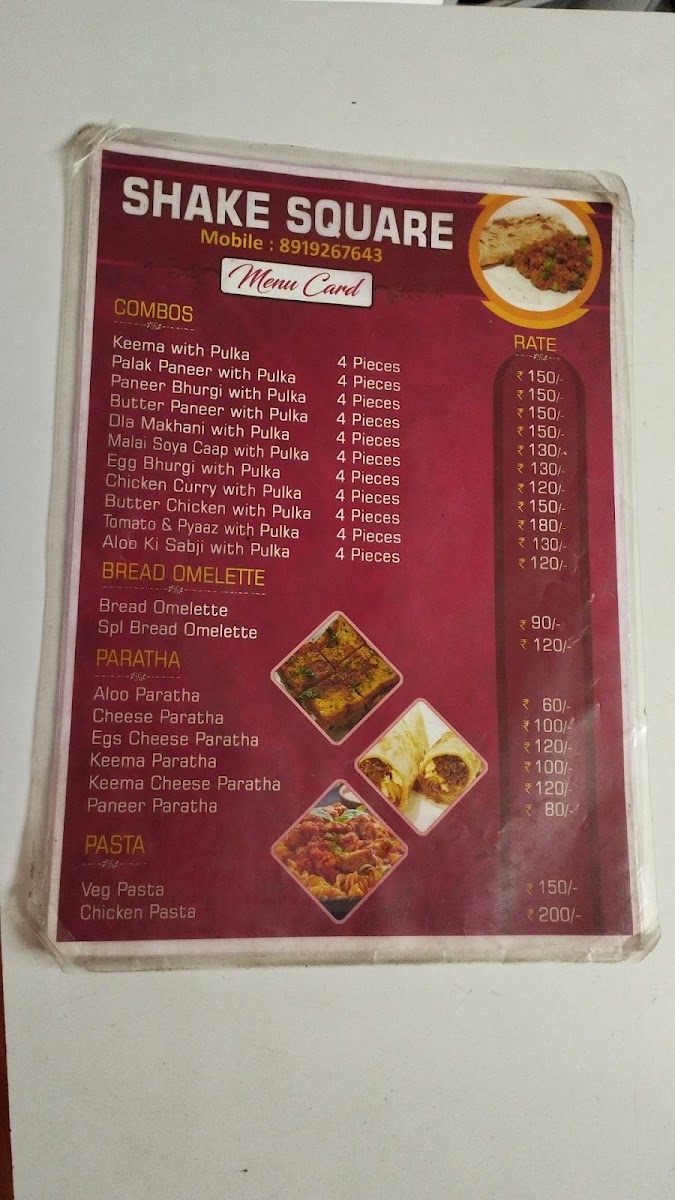 SHAKE SQUARE
Mobile : 8919267643
Menu Card
COMBOS RATE
Keema with Pulka 4 Pieces ₹ 150/-
Palak Paneer with Pulka 4 Pieces ₹ 150/-
Paneer Bhurgi with Pulka 4 Pieces ₹ 150/-
Butter Paneer with Pulka 4 Pieces ₹ 150/-
Dla Makhani with Pulka 4 Pieces ₹ 130/-
Malai Soya Caap with Pulka 4 Pieces ₹ 130/-
Egg Bhurgi with Pulka 4 Pieces ₹ 120/-
Chicken Curry with Pulka 4 Pieces ₹ 150/-
Butter Chicken with Pulka 4 Pieces ₹ 180/-
Tomato & Pyaaz with Pulka 4 Pieces ₹ 130/-
Aloo Ki Sabji with Pulka 4 Pieces ₹ 120/-
BREAD OMELETTE
Bread Omelette ₹ 90/-
Spl Bread Omelette ₹ 120/-
PARATHA
Aloo Paratha ₹ 60/-
Cheese Paratha ₹ 100/-
Egs Cheese Paratha ₹ 120/-
Keema Paratha ₹ 100/-
Keema Cheese Paratha ₹ 120/-
Paneer Paratha ₹ 80/-
PASTA
Veg Pasta ₹ 150/-
Chicken Pasta ₹ 200/-